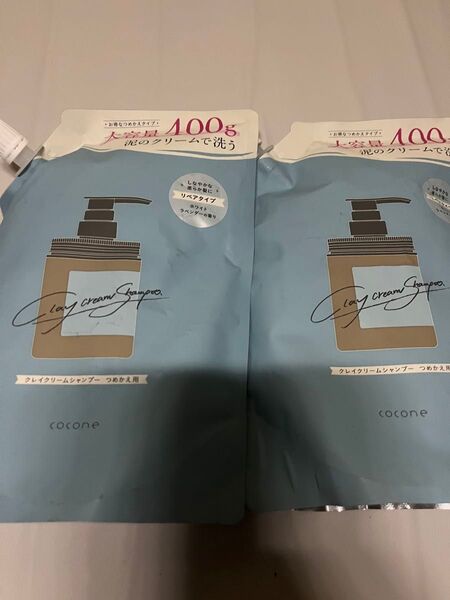 お得なつめかえタイプ
大容量 400g
泥のクリームで洗う
しなやかな
柔らか髪に
リペアタイプ
ホワイト
ラベンダーの香り
Clay cream Shampoo.
クレイクリームシャンプー つめかえ用
cocone
お得なつめかえタイプ
大容量 400
泥のクリームで洗
Clay cream Shampoo.
クレイクリームシャンプー つめかえ用
cocone